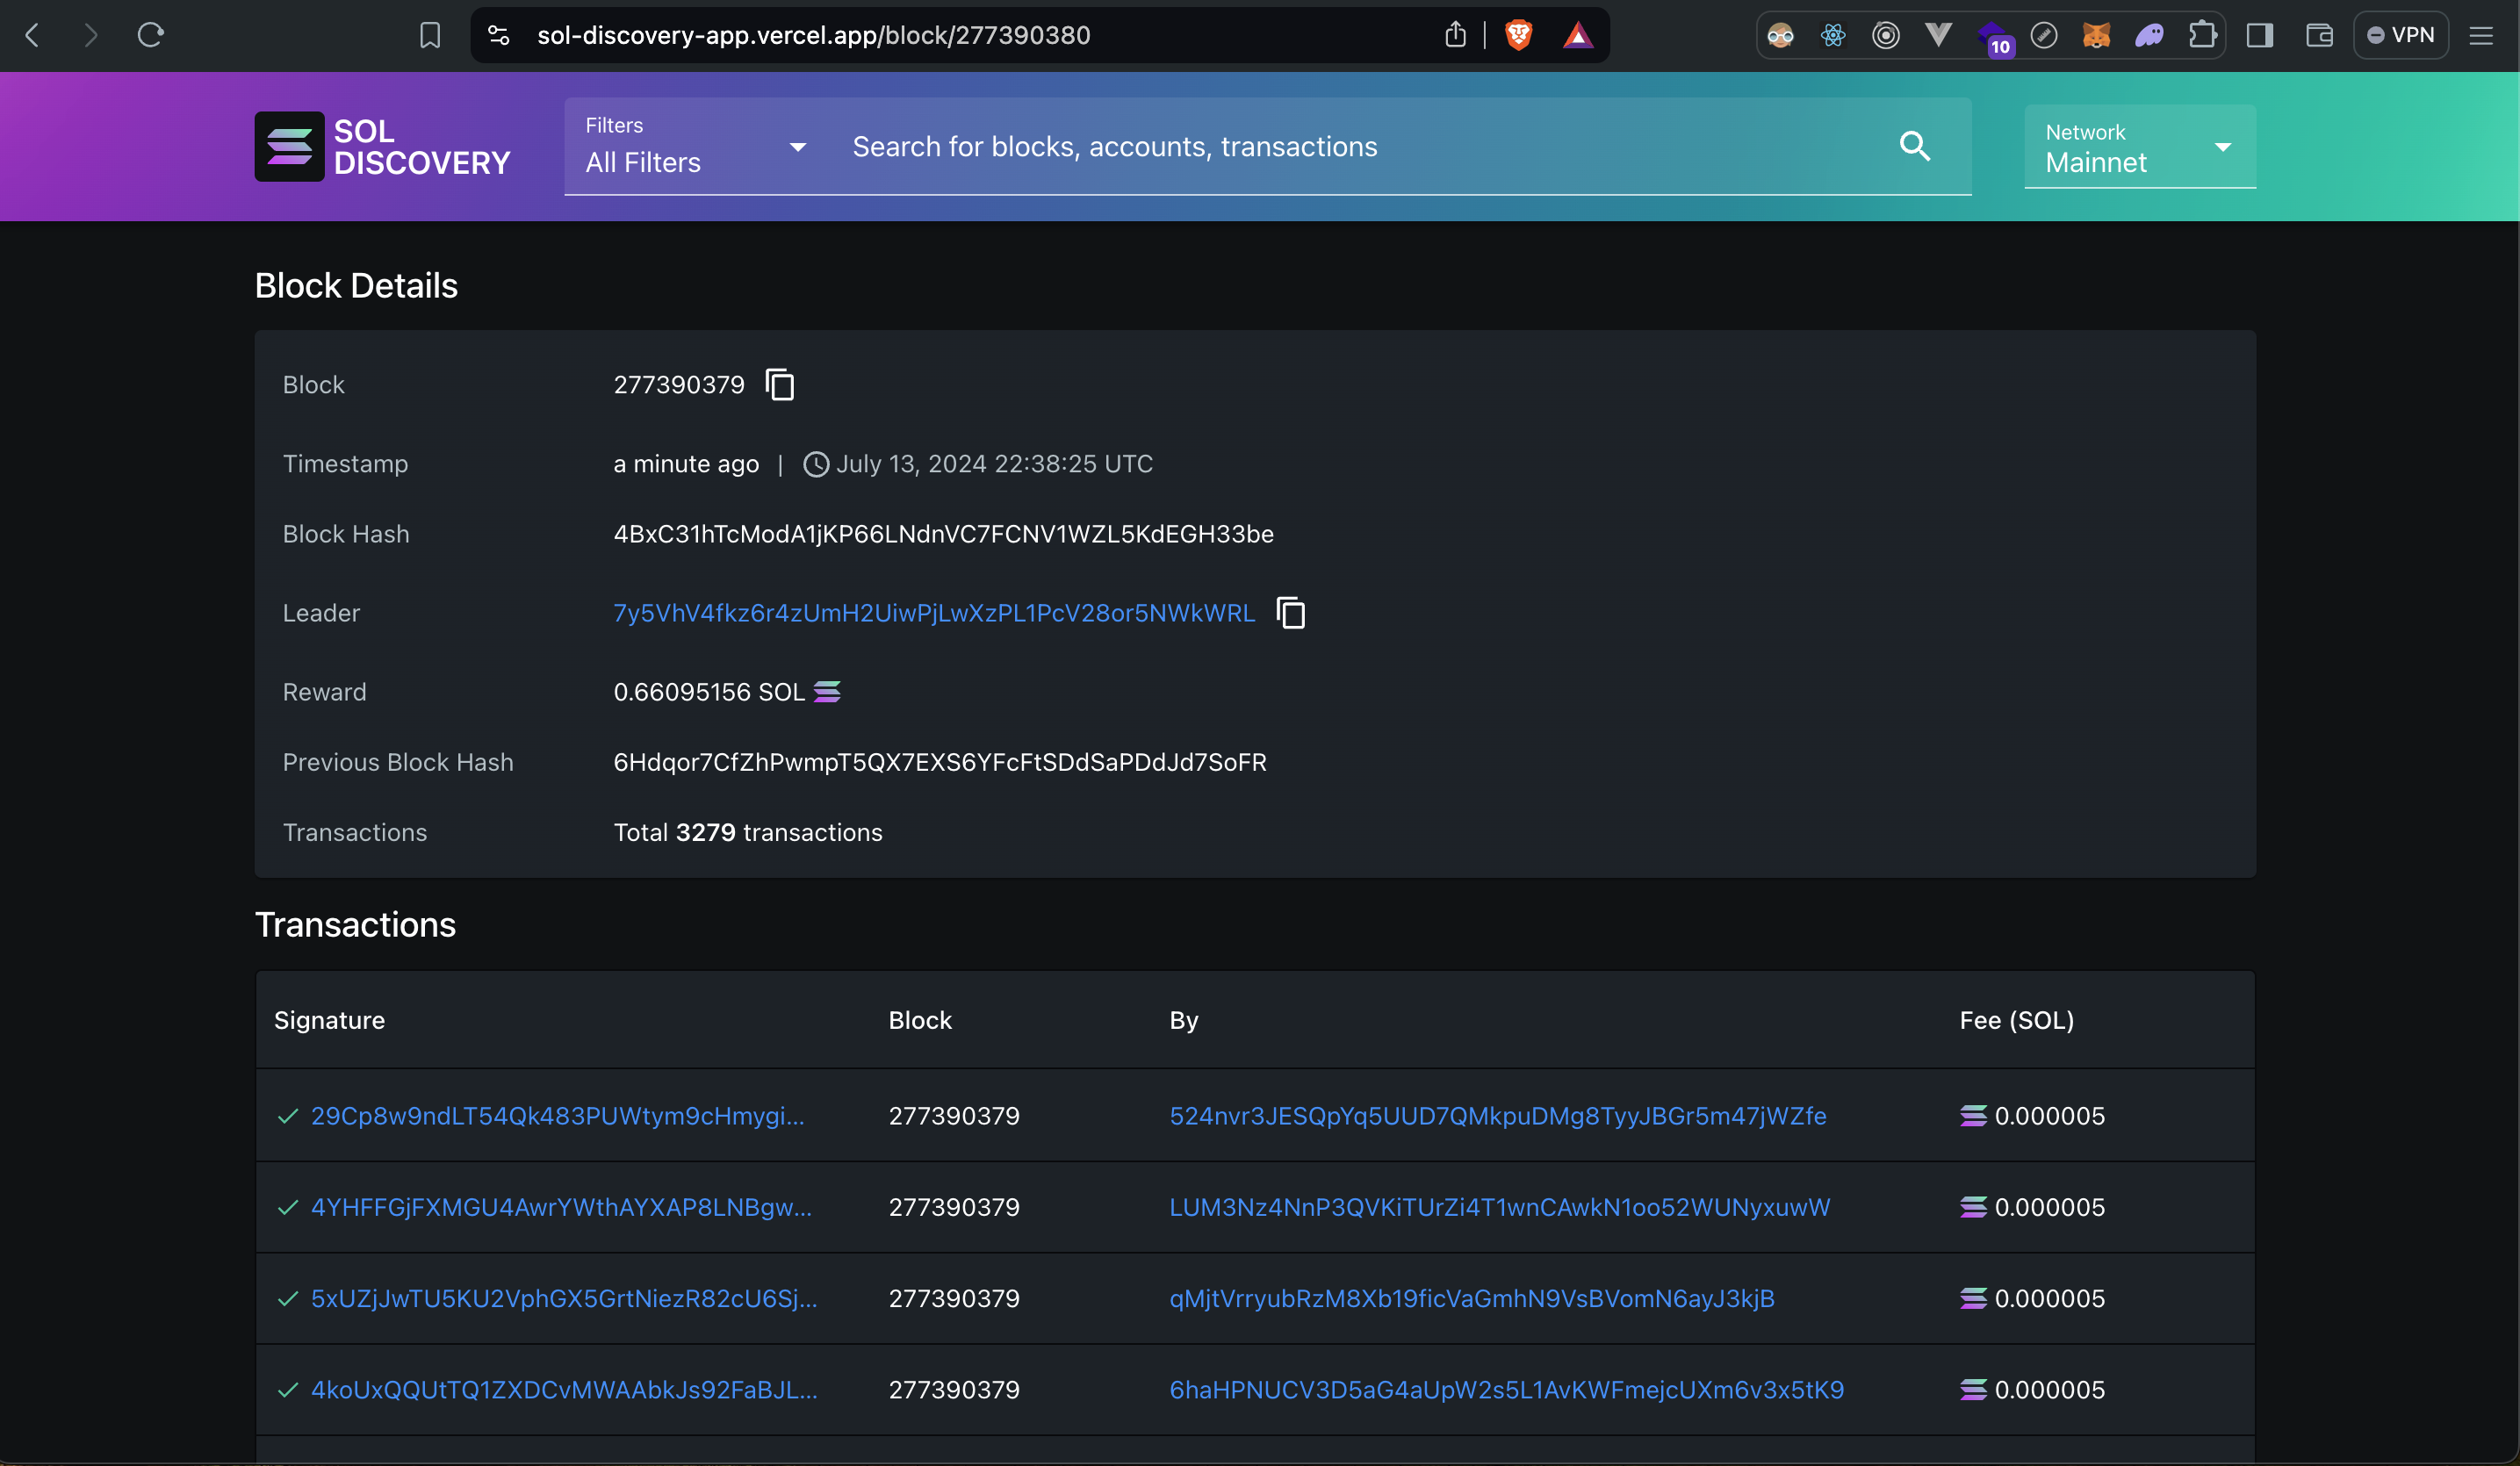 sol-discovery-app.vercel.app/block/277390380
10
VPN
SOL
DISCOVERY
Filters
All Filters
Search for blocks, accounts, transactions
Network
Mainnet
Block Details
Block 277390379
Timestamp a minute ago | July 13, 2024 22:38:25 UTC
Block Hash 4BxC31hTcModA1jKP66LNdnVC7FCNV1WZL5KdEGH33be
Leader 7y5VhV4fkz6r4zUmH2UiwPjLwXzPL1PcV28or5NWkWRL
Reward 0.66095156 SOL
Previous Block Hash 6Hdqor7CfZhPwmpT5QX7EXS6YFcFtSDdSaPDdJd7SoFR
Transactions Total 3279 transactions
Transactions
Signature Block By Fee (SOL)
29Cp8w9ndLT54Qk483PUWtym9cHmygi... 277390379 524nvr3JESQpYq5UUD7QMkpuDMg8TyyJBGr5m47jWZfe 0.000005
4YHFFGjFXMGU4AwrYWthAYXAP8LNBgw... 277390379 LUM3Nz4NnP3QVKiTUrZi4T1wnCAwkN1oo52WUNyxuwW 0.000005
5xUZjJwTU5KU2VphGX5GrtNiezR82cU6Sj... 277390379 qMjtVrryubRzM8Xb19ficVaGmhN9VsBVomN6ayJ3kjB 0.000005
4koUxQQUtTQ1ZXDCvMWAAbkJs92FaBJL... 277390379 6haHPNUCV3D5aG4aUpW2s5L1AvKWFmejcUXm6v3x5tK9 0.000005